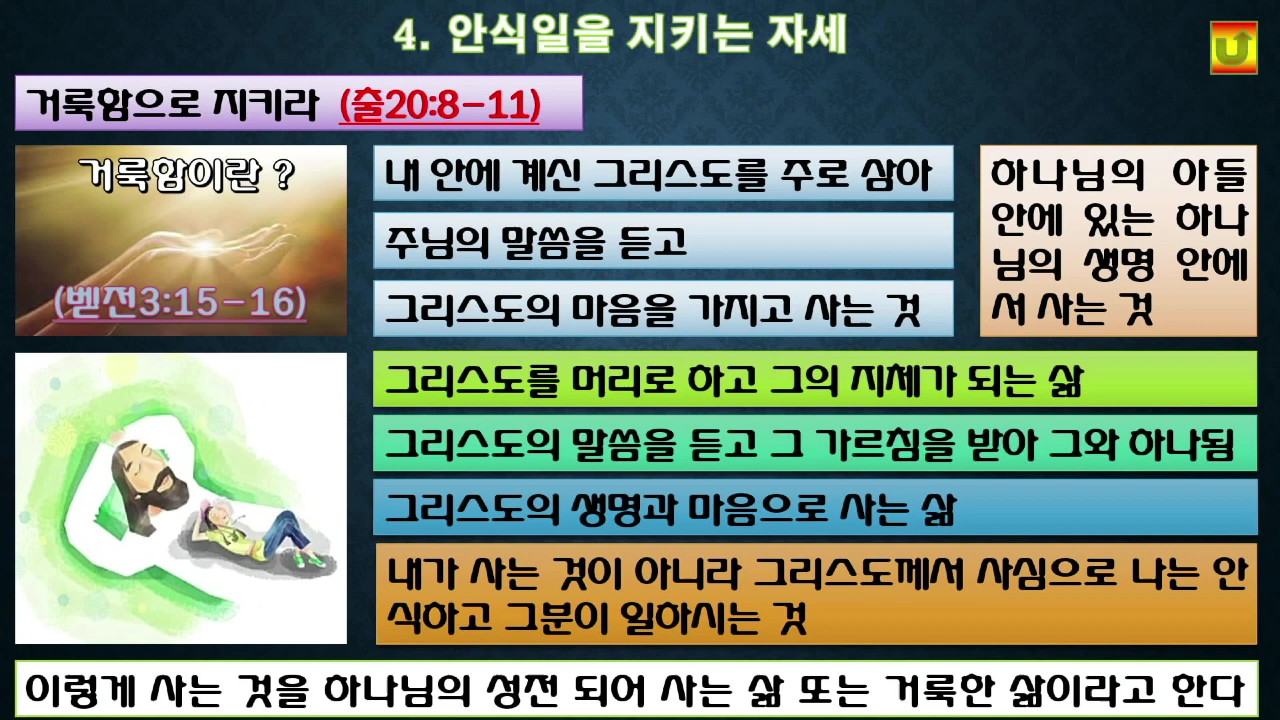 4. 안식일을 지키는 자세
거룩함으로 지키라 (출20:8-11)
거룩함이란 ?
(벧전3:15-16)
내 안에 계신 그리스도를 주로 삼아
주님의 말씀을 듣고
그리스도의 마음을 가지고 사는 것
하나님의 아들
안에 있는 하나
님의 생명 안에
서 사는 것
그리스도를 머리로 하고 그의 지체가 되는 삶
그리스도의 말씀을 듣고 그 가르침을 받아 그와 하나됨
그리스도의 생명과 마음으로 사는 삶
내가 사는 것이 아니라 그리스도께서 사심으로 나는 안
식하고 그분이 일하시는 것
이렇게 사는 것을 하나님의 성전 되어 사는 삶 또는 거룩한 삶이라고 한다